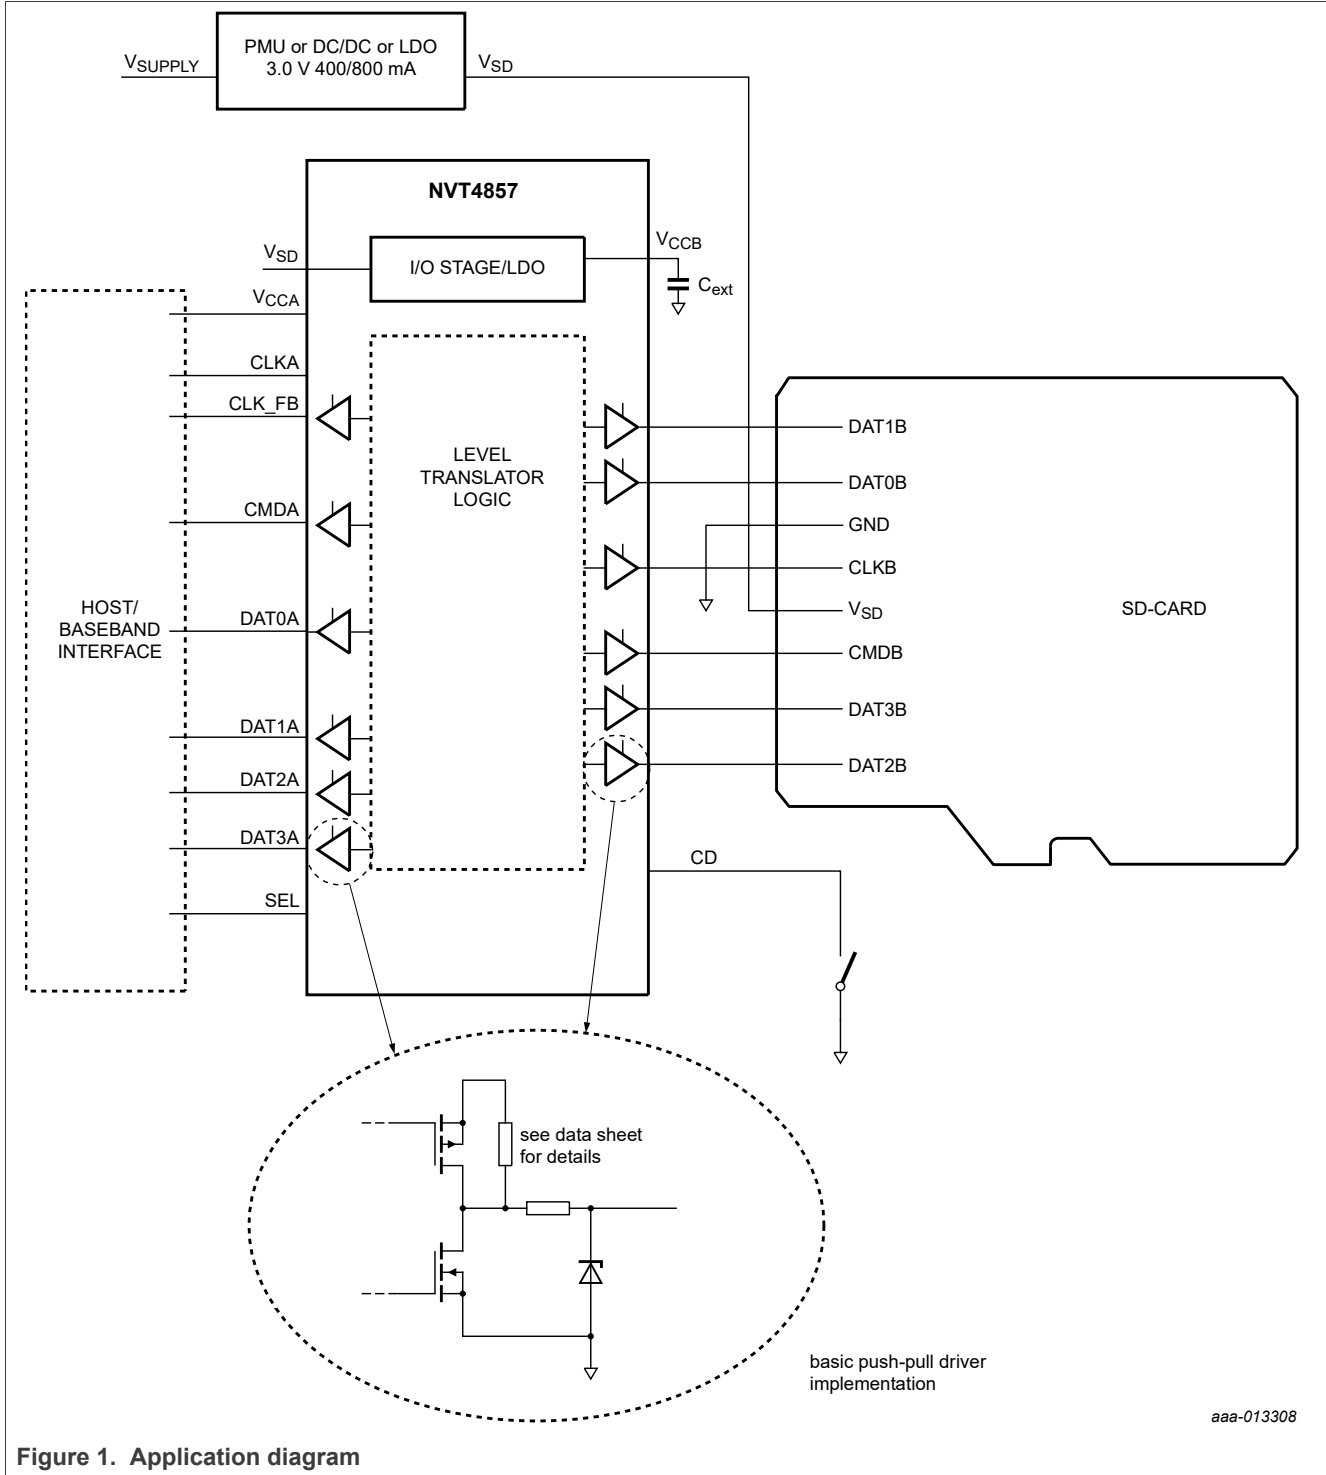 PMU or DC/DC or LDO
3.0 V 400/800 mA
VSUPPLY
VSD
NVT4857
VSD
I/O STAGE/LDO
VCCB
Cext
VCCA
CLKA
CLK_FB
CMDA
DAT0A
DAT1A
DAT2A
DAT3A
SEL
HOST/
BASEBAND
INTERFACE
LEVEL
TRANSLATOR
LOGIC
DAT1B
DAT0B
GND
CLKB
VSD
CMDB
DAT3B
DAT2B
SD-CARD
CD
see data sheet
for details
basic push-pull driver
implementation
aaa-013308
Figure 1. Application diagram